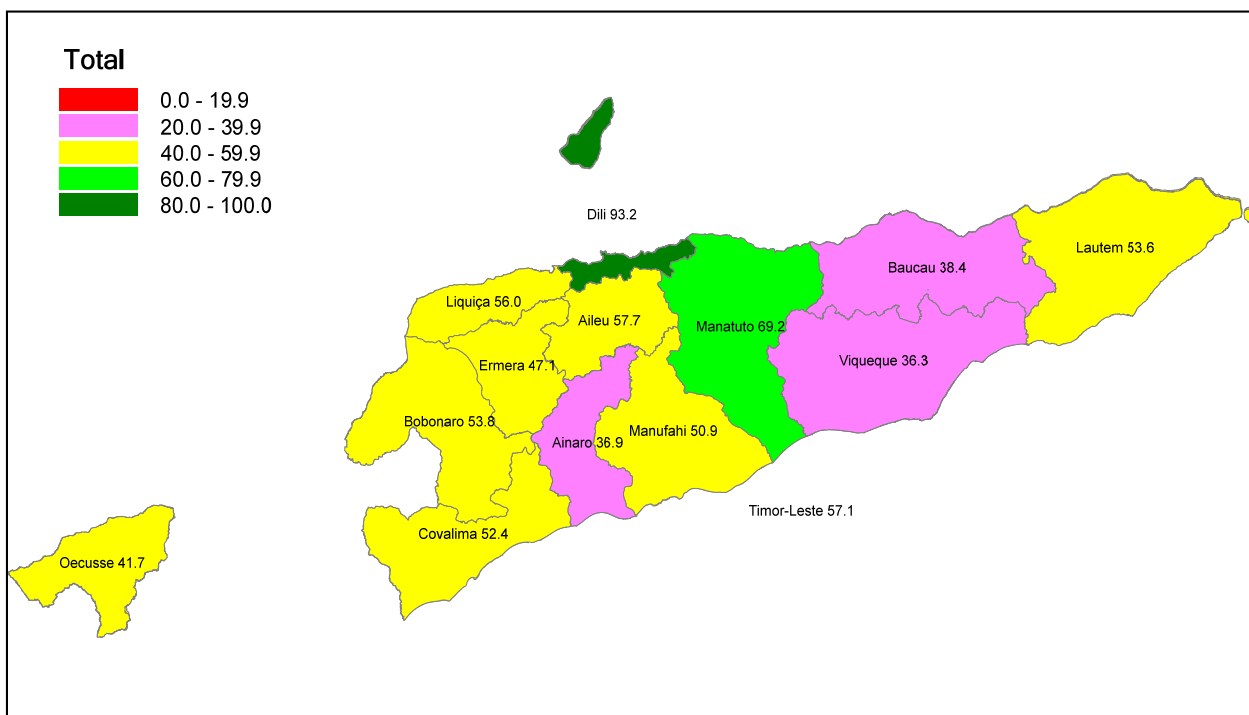 Total
0.0 - 19.9
20.0 - 39.9
40.0 - 59.9
60.0 - 79.9
80.0 - 100.0
Dili 93.2
Lautem 53.6
Baucau 38.4
Liquiça 56.0
Aileu 57.7
Manatuto 69.2
Viqueque 36.3
Ermera 47.1
Bobonaro 53.8
Ainaro 36.9
Manufahi 50.9
Timor-Leste 57.1
Covalima 52.4
Oecusse 41.7